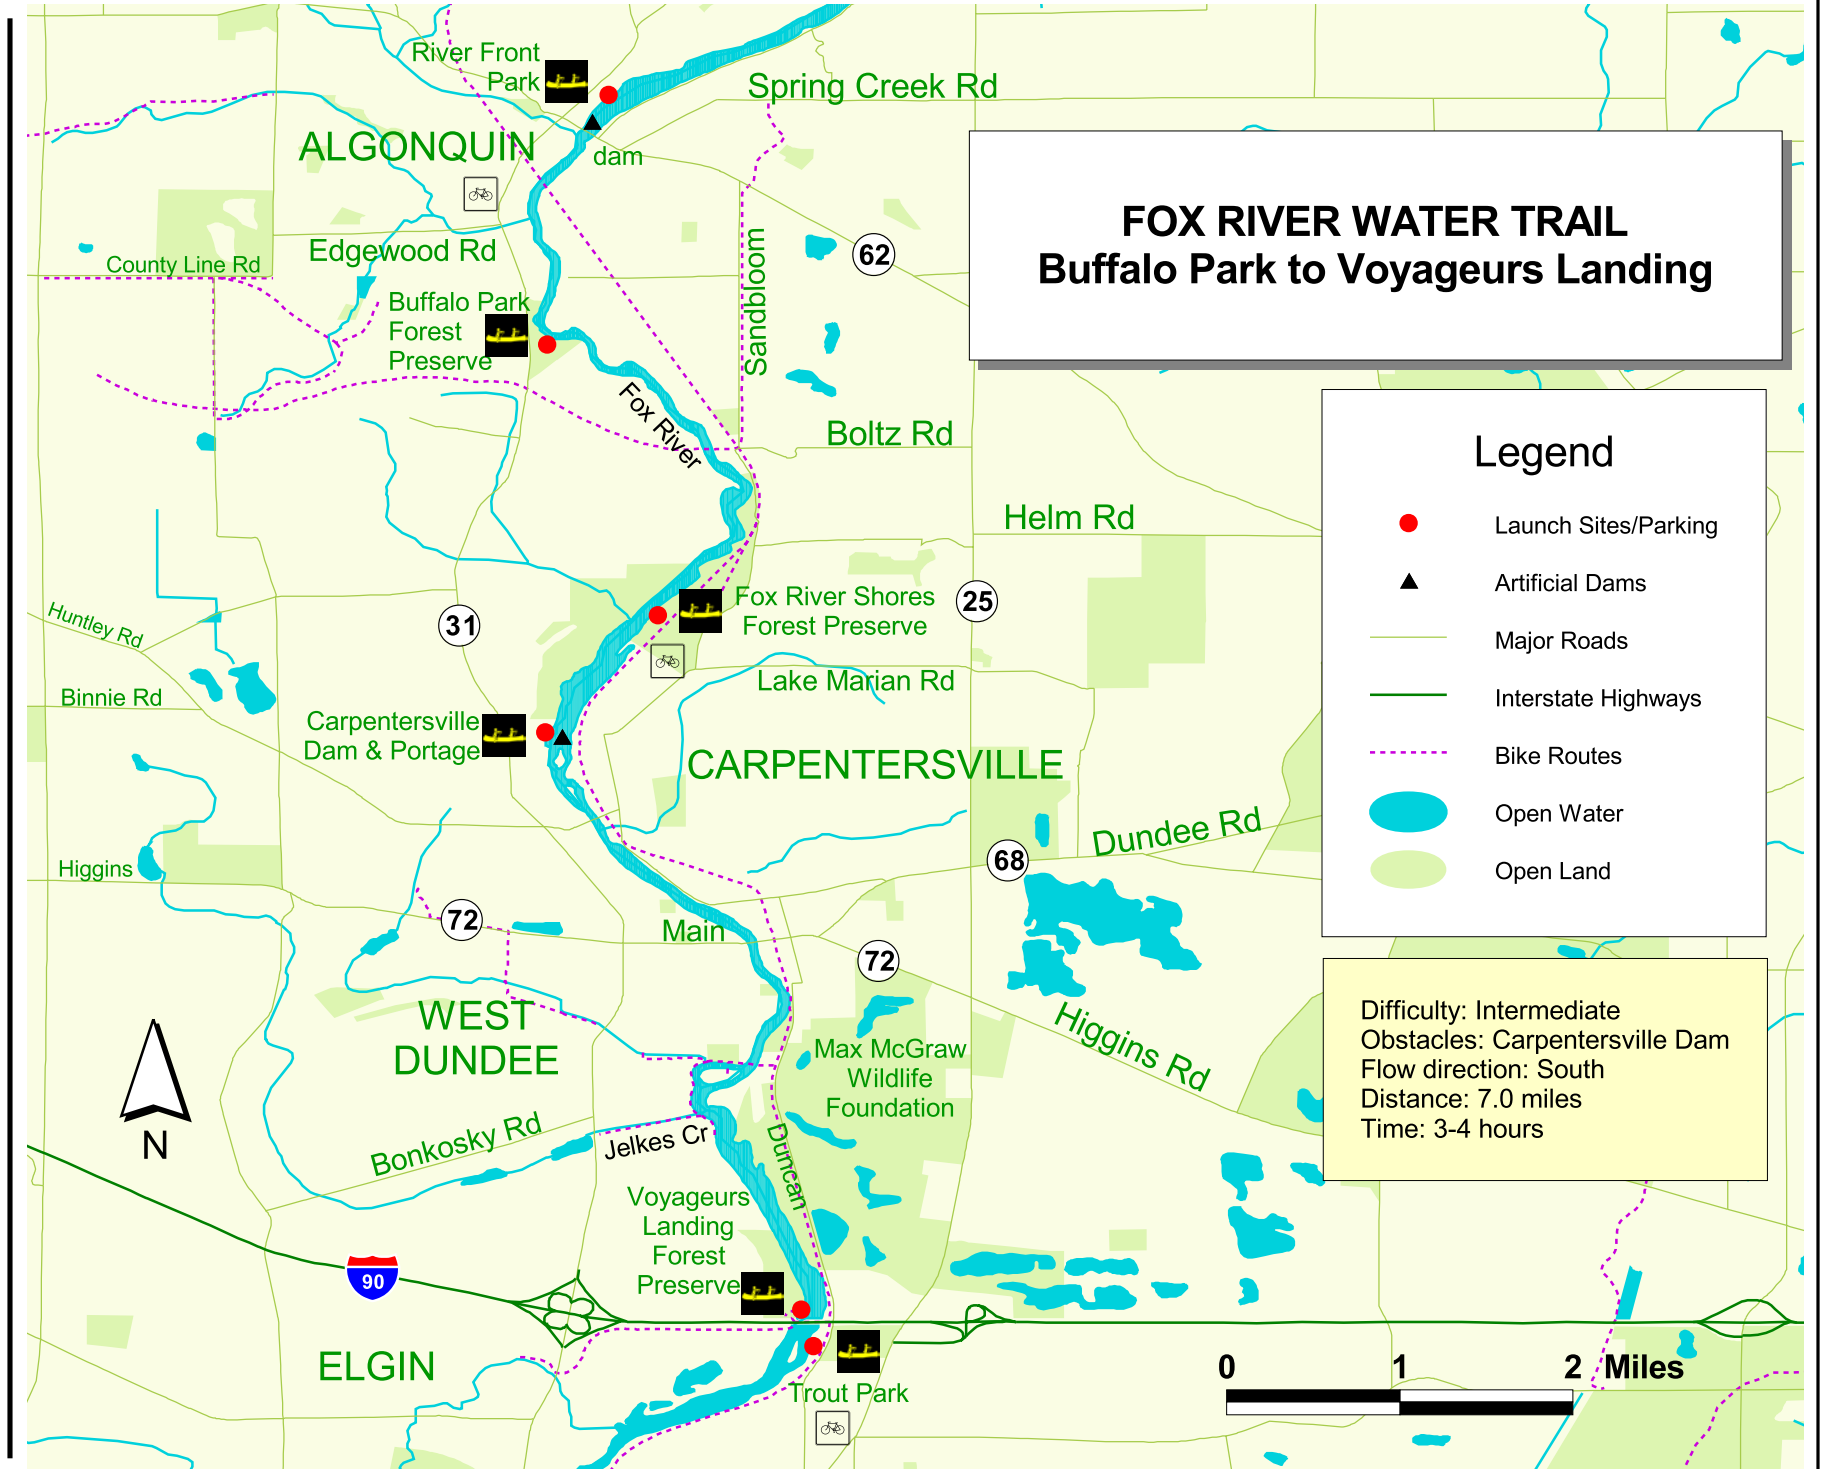 River Front
Park
Spring Creek Rd
ALGONQUIN
dam
FOX RIVER WATER TRAIL
Buffalo Park to Voyageurs Landing
Edgewood Rd
County Line Rd
62
Sandbloom
Buffalo Park
Forest
Preserve
Fox River
Boltz Rd
Legend
Launch Sites/Parking
Artificial Dams
Major Roads
Interstate Highways
Bike Routes
Open Water
Open Land
Helm Rd
Huntley Rd
31
Fox River Shores
Forest Preserve
25
Binnie Rd
Lake Marian Rd
Carpentersville
Dam & Portage
CARPENTERSVILLE
Dundee Rd
68
Higgins
72
Main
72
WEST
DUNDEE
Higgins Rd
Max McGraw
Wildlife
Foundation
Difficulty: Intermediate
Obstacles: Carpentersville Dam
Flow direction: South
Distance: 7.0 miles
Time: 3-4 hours
N
Bonkosky Rd
Jelkes Cr
Duncan
Voyageurs
Landing
Forest
Preserve
90
ELGIN
Trout Park
0 1 2 Miles